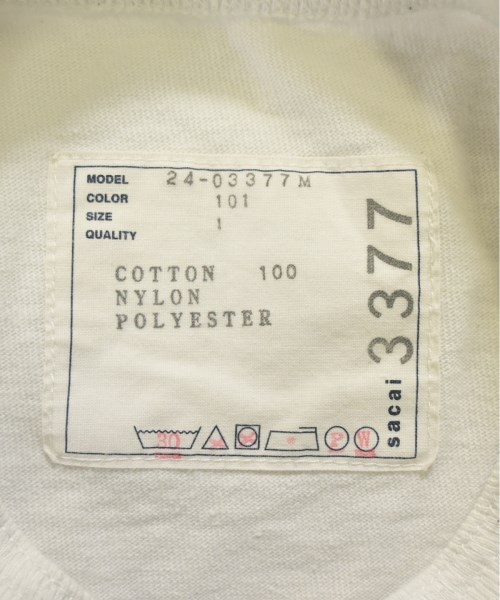 MODEL 24-03377M
COLOR 101
SIZE 1
QUALITY
COTTON 100
NYLON
POLYESTER
sacai 3377
30 P W